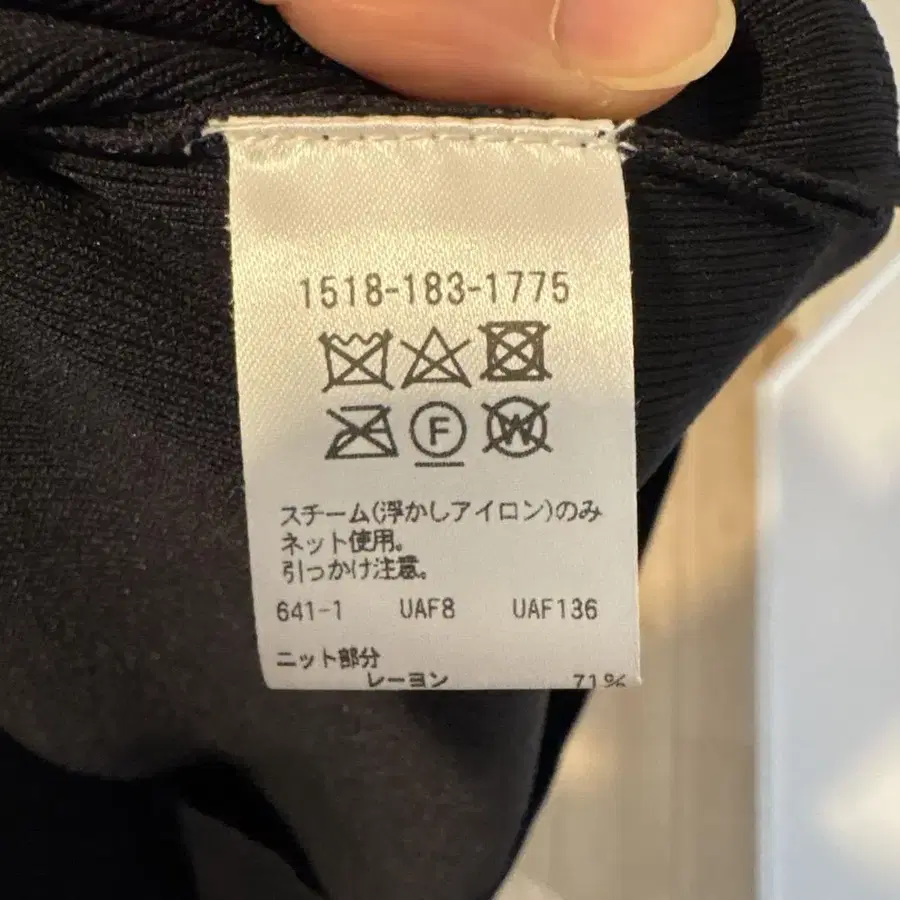 1518-183-1775
F W
スチーム(浮かしアイロン)のみ
ネット使用。
引っかけ注意。
641-1 UAF8 UAF136
ニット部分
レーヨン 71%